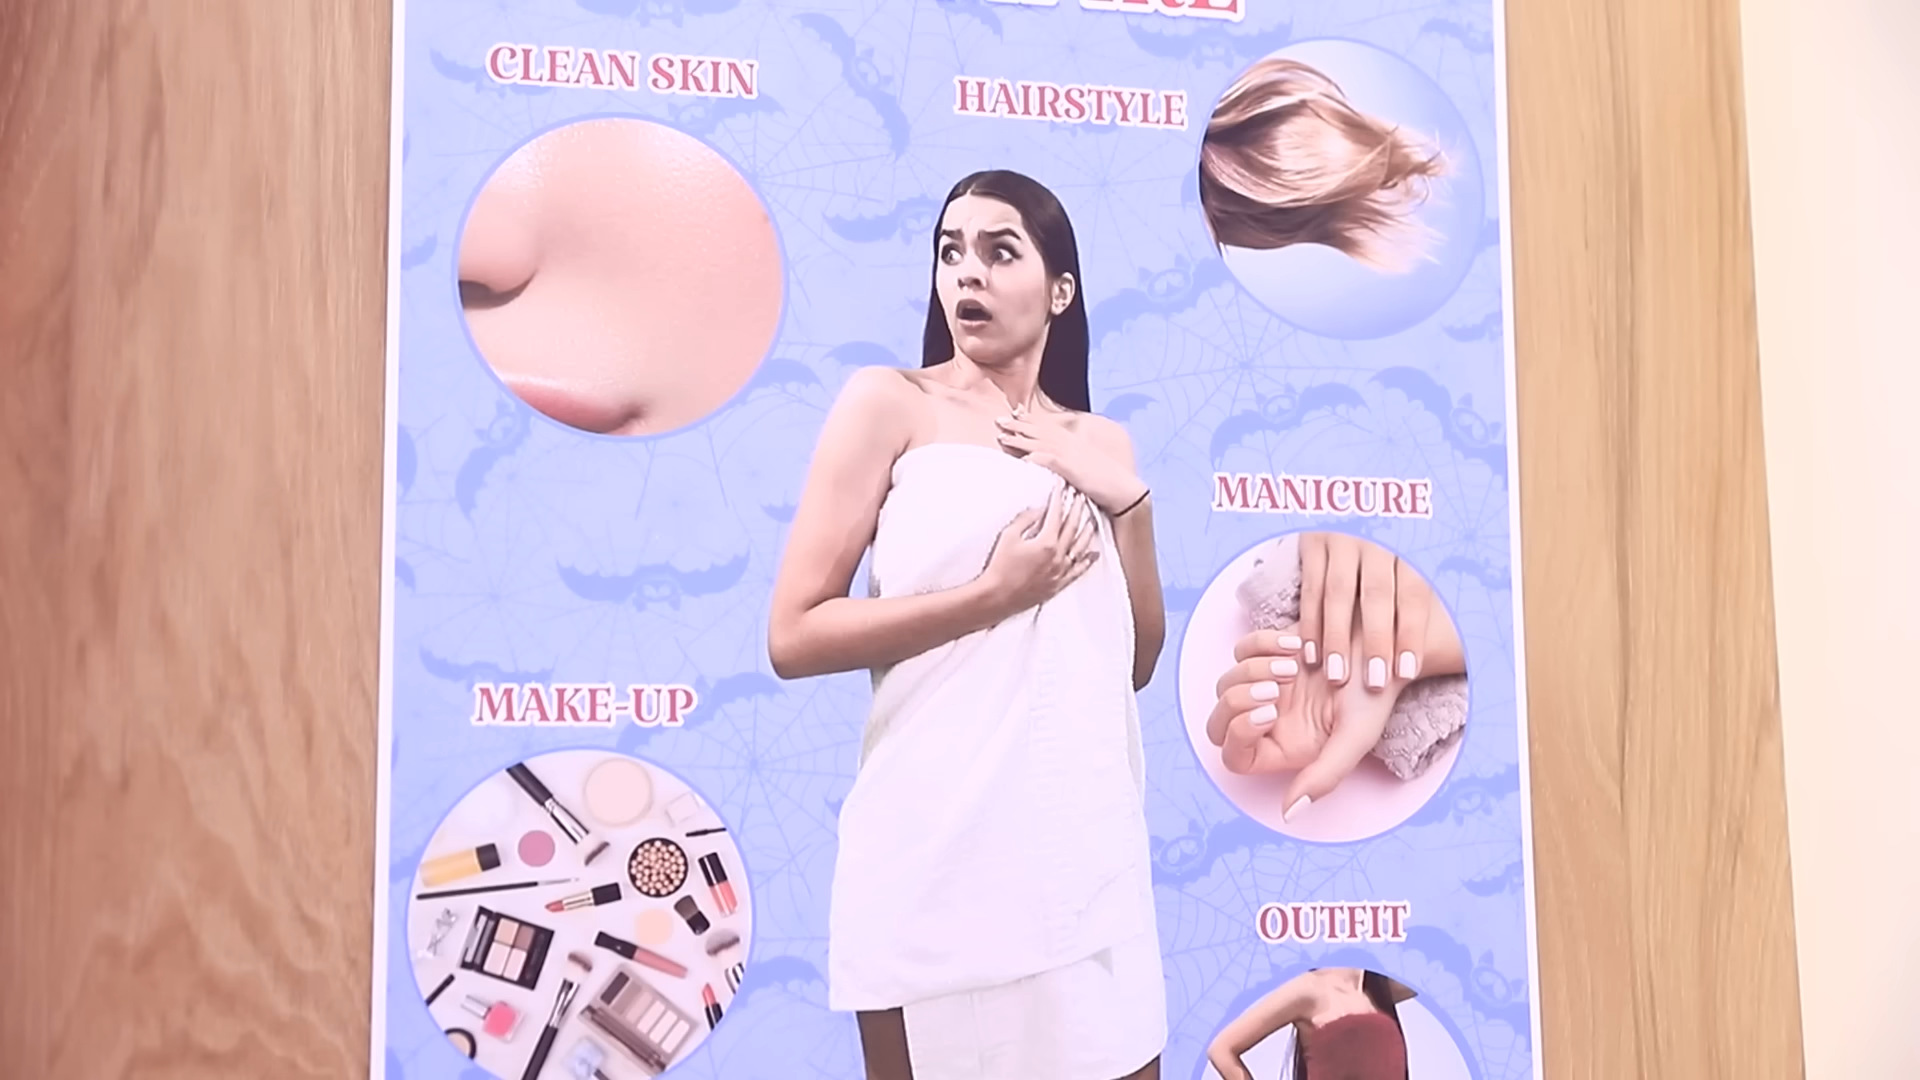 CLEAN SKIN
HAIRSTYLE
MANICURE
MAKE-UP
OUTFIT